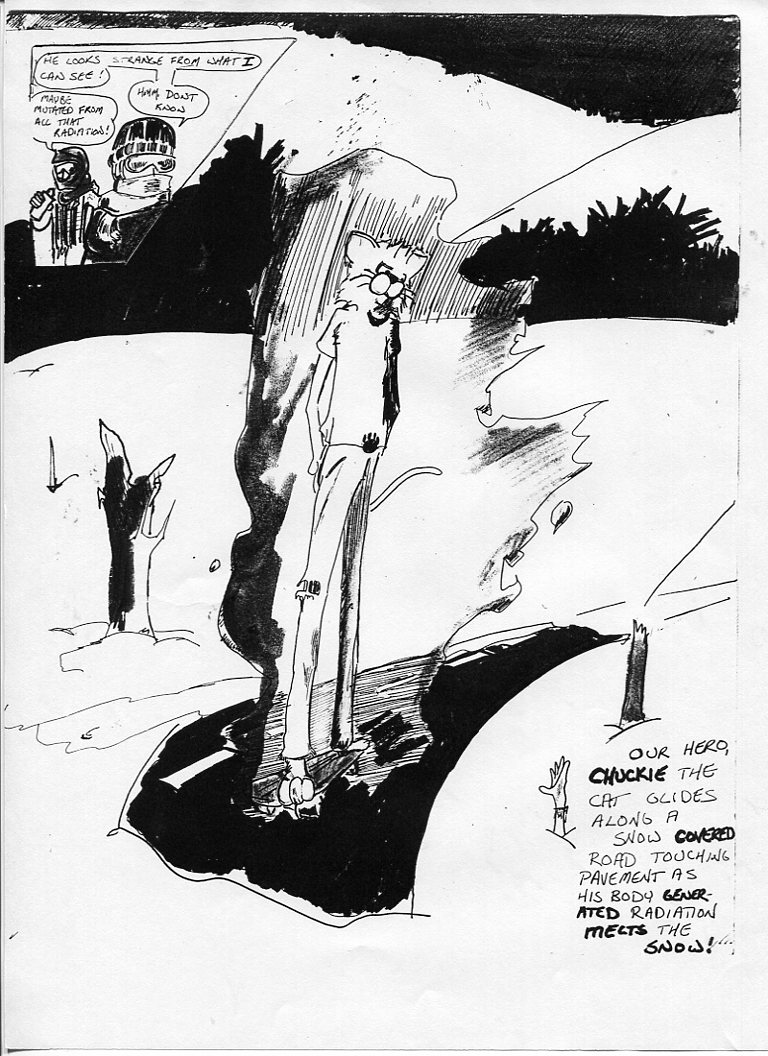 HE LOOKS STRANGE FROM WHAT I
CAN SEE!
HMM, DON'T
KNOW
MAYBE
MUTATED FROM
ALL THAT
RADIATION!
OUR HERO,
CHUCKIE THE
CAT GLIDES
ALONG A
SNOW COVERED
ROAD TOUCHING
PAVEMENT AS
HIS BODY GENER-
ATED RADIATION
MELTS THE
SNOW!